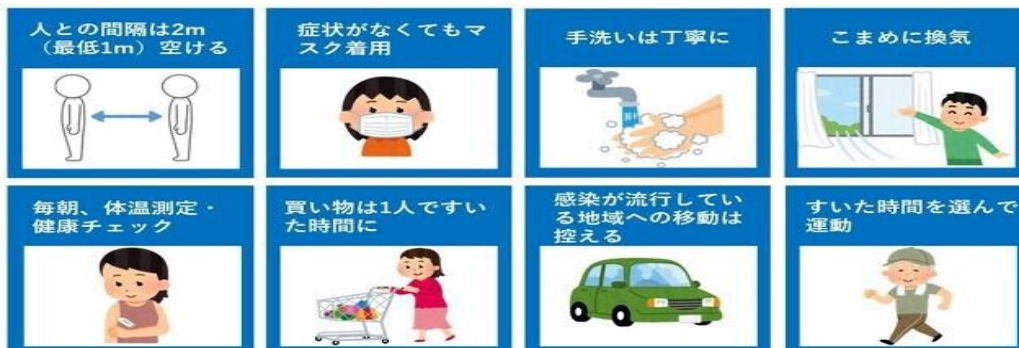 人との間隔は2m
（最低1m）空ける
症状がなくてもマ
スク着用
手洗いは丁寧に
こまめに換気
毎朝、体温測定・
健康チェック
買い物は1人ですい
た時間に
感染が流行してい
る地域への移動は
控える
すいた時間を選んで
運動